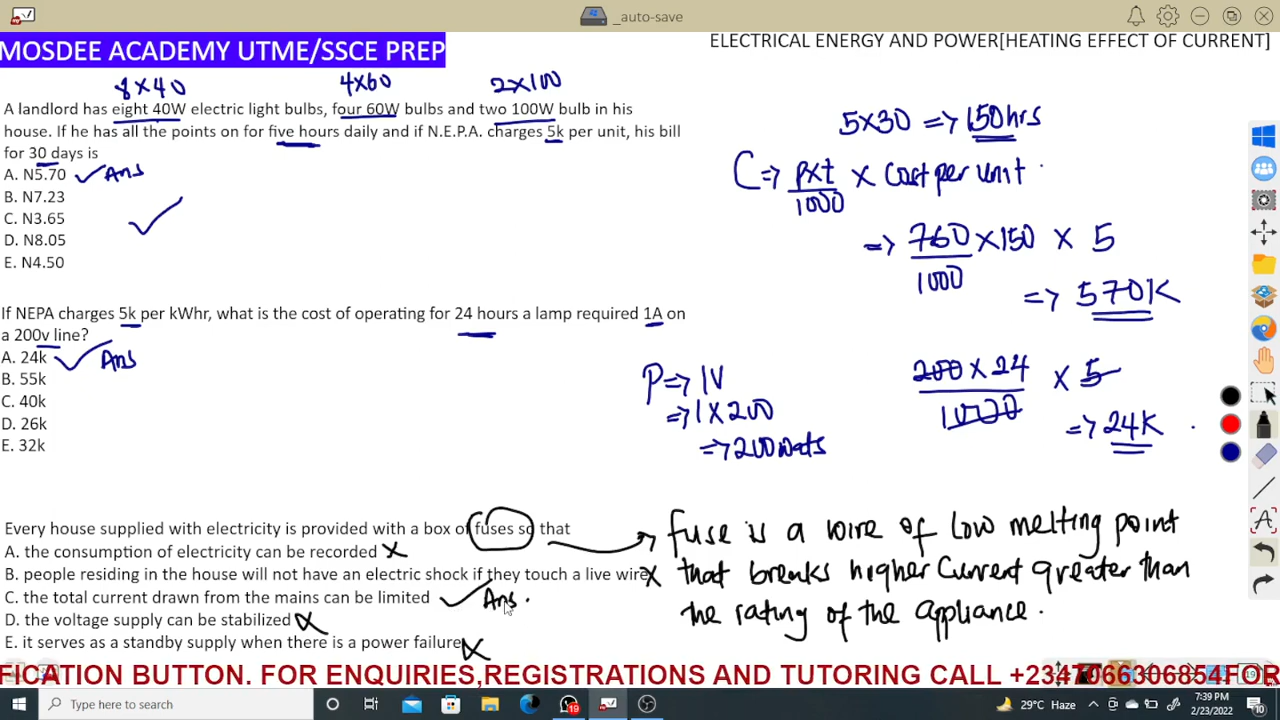 _auto-save
MOSDEE ACADEMY UTME/SSCE PREP
ELECTRICAL ENERGY AND POWER[HEATING EFFECT OF CURRENT]
8×40 4×60 2×100
A landlord has eight 40W electric light bulbs, four 60W bulbs and two 100W bulb in his
house. If he has all the points on for five hours daily and if N.E.P.A. charges 5k per unit, his bill
for 30 days is
A. N5.70 Ans
B. N7.23
C. N3.65
D. N8.05
E. N4.50
5×30 => 150hrs
C => p×t/1000 × Cost per unit
=> 760×150/1000 × 5
=> 570K
If NEPA charges 5k per kWhr, what is the cost of operating for 24 hours a lamp required 1A on
a 200v line?
A. 24k Ans
B. 55k
C. 40k
D. 26k
E. 32k
P => IV
=> 1×200
=> 200watts
200×24/1000 × 5
=> 24K
Every house supplied with electricity is provided with a box of fuses so that
A. the consumption of electricity can be recorded X
B. people residing in the house will not have an electric shock if they touch a live wire X
C. the total current drawn from the mains can be limited Ans.
D. the voltage supply can be stabilized X
E. it serves as a standby supply when there is a power failure X
fuse is a wire of low melting point
that breaks higher Current greater than
the rating of the appliance.
FICATION BUTTON. FOR ENQUIRIES,REGISTRATIONS AND TUTORING CALL +2347066306854FOR
Type here to search
19
29°C Haze
7:39 PM
2/23/2022
10